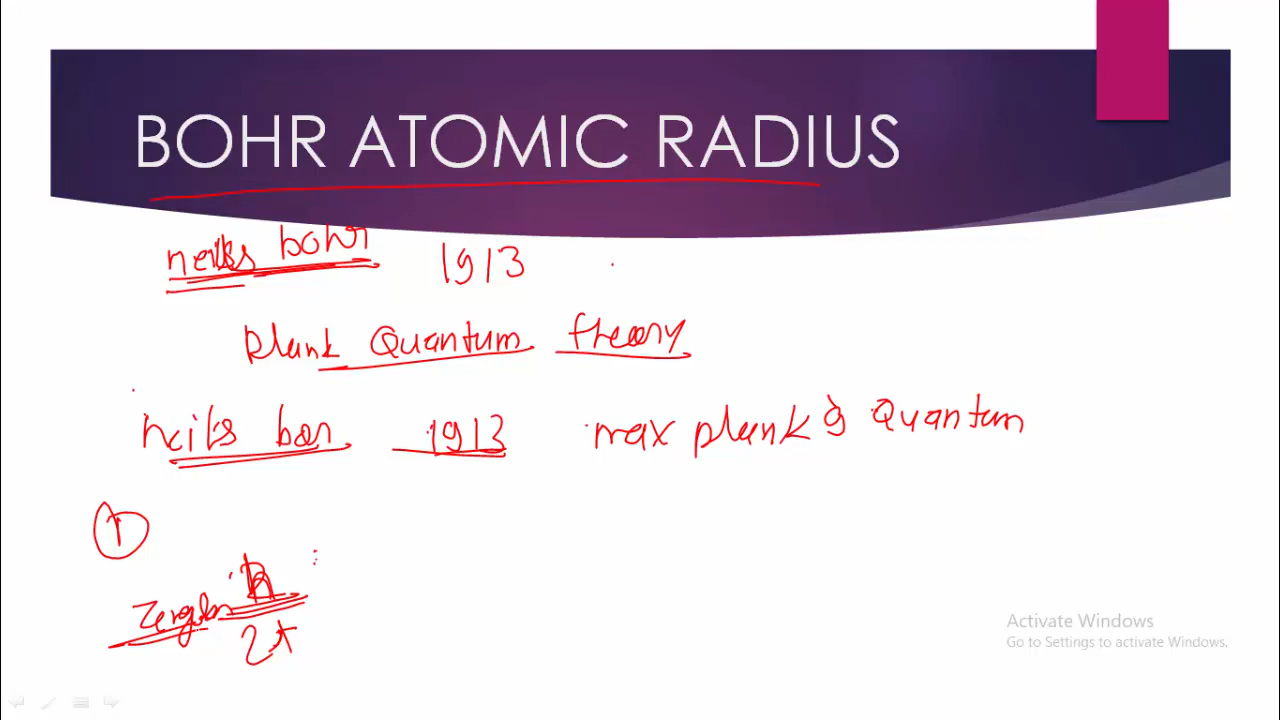 BOHR ATOMIC RADIUS
neils bohr 1913
plank Quantum theory
neils bor 1913 max plank's Quantum
1
h
2π
Activate Windows
Go to Settings to activate Windows.